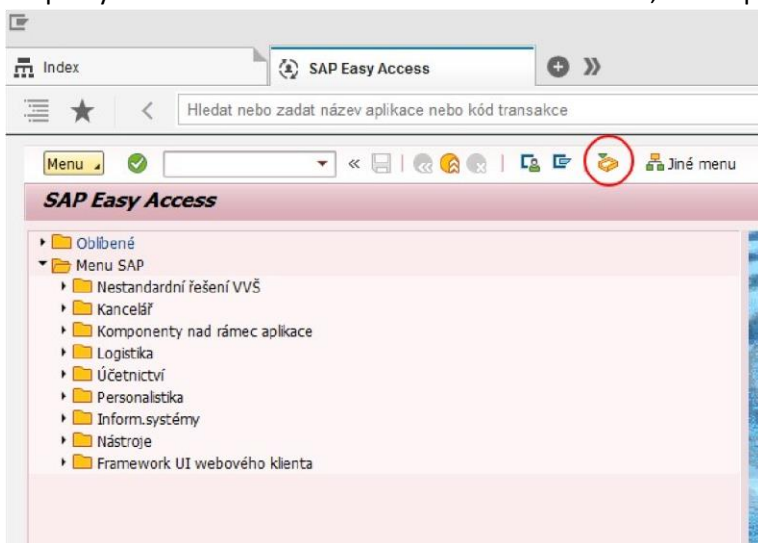 Index
SAP Easy Access
Hledat nebo zadat název aplikace nebo kód transakce
Menu
Jiné menu
SAP Easy Access
Oblíbené
Menu SAP
Nestandardní řešení VVŠ
Kancelář
Komponenty nad rámec aplikace
Logistika
Účetnictví
Personalistika
Inform.systémy
Nástroje
Framework UI webového klienta